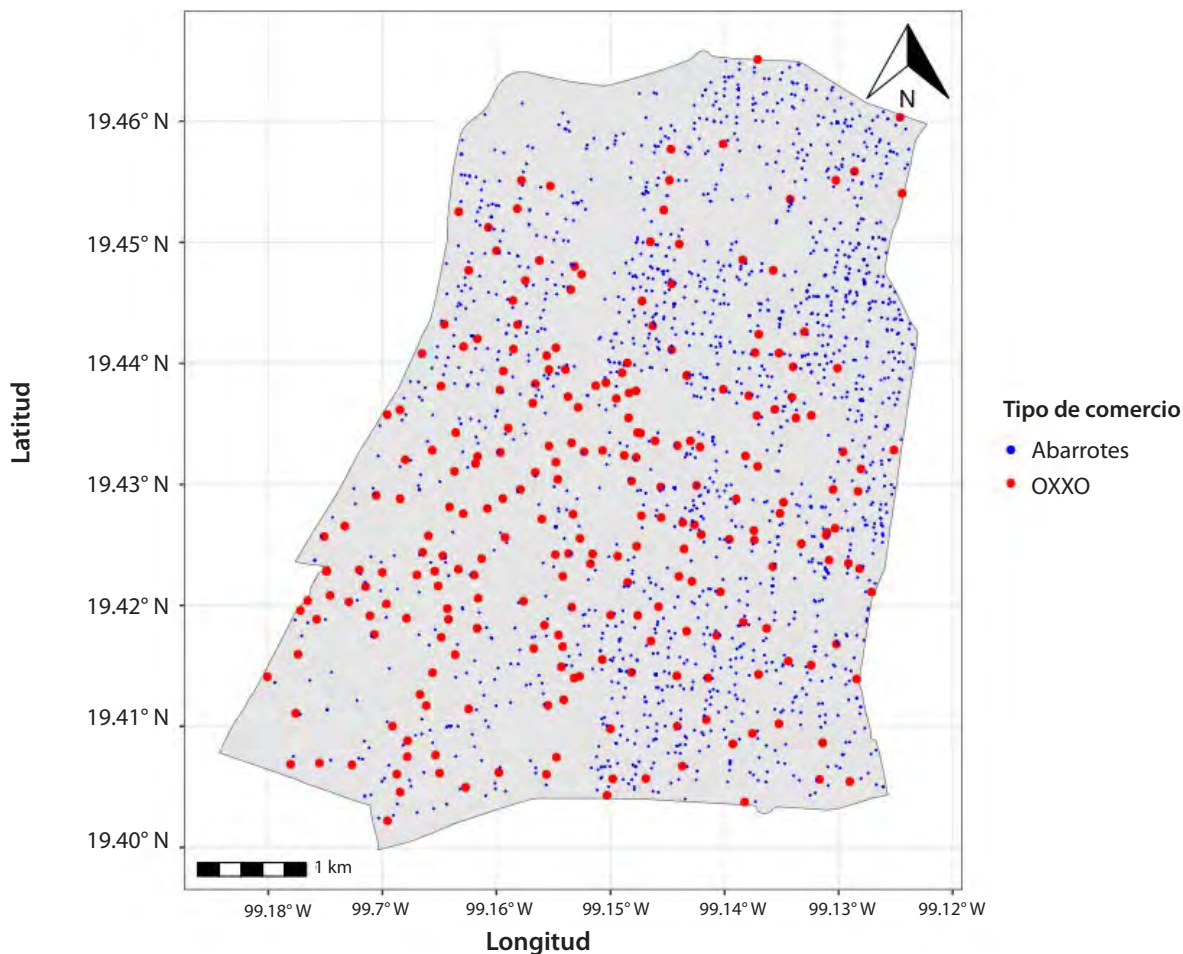 N
19.46° N
19.45° N
19.44° N
19.43° N
19.42° N
19.41° N
19.40° N
Latitud
1 km
99.18° W
99.7° W
99.16° W
99.15° W
99.14° W
99.13° W
99.12° W
Longitud
Tipo de comercio
Abarrotes
OXXO